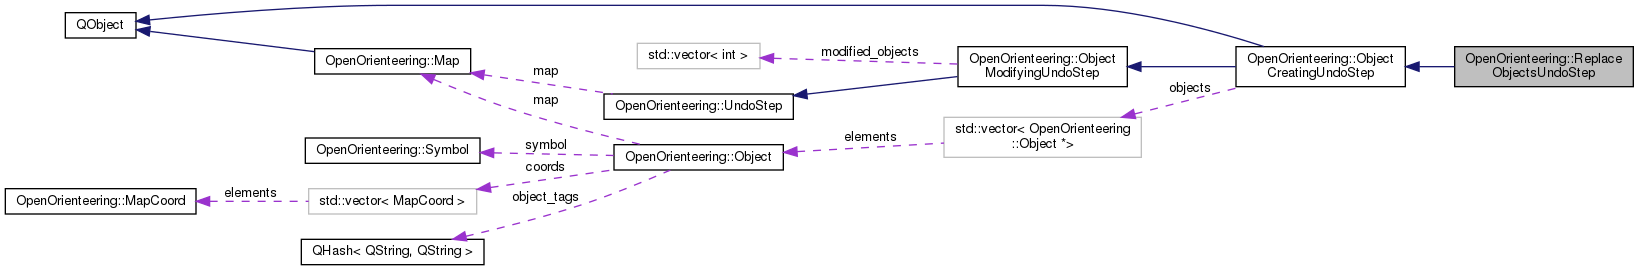 QObject
OpenOrienteering::Map
std::vector< int >
modified_objects
OpenOrienteering::Object
ModifyingUndoStep
OpenOrienteering::Object
CreatingUndoStep
OpenOrienteering::Replace
ObjectsUndoStep
map
map
OpenOrienteering::UndoStep
objects
std::vector< OpenOrienteering
::Object *>
elements
OpenOrienteering::Symbol
symbol
OpenOrienteering::Object
coords
OpenOrienteering::MapCoord
elements
std::vector< MapCoord >
object_tags
QHash< QString, QString >